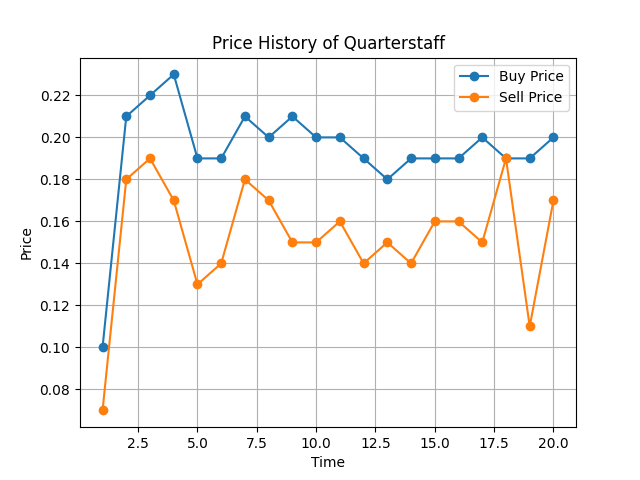 Price History of Quarterstaff
Buy Price
Sell Price
Price
0.22
0.20
0.18
0.16
0.14
0.12
0.10
0.08
2.5 5.0 7.5 10.0 12.5 15.0 17.5 20.0
Time